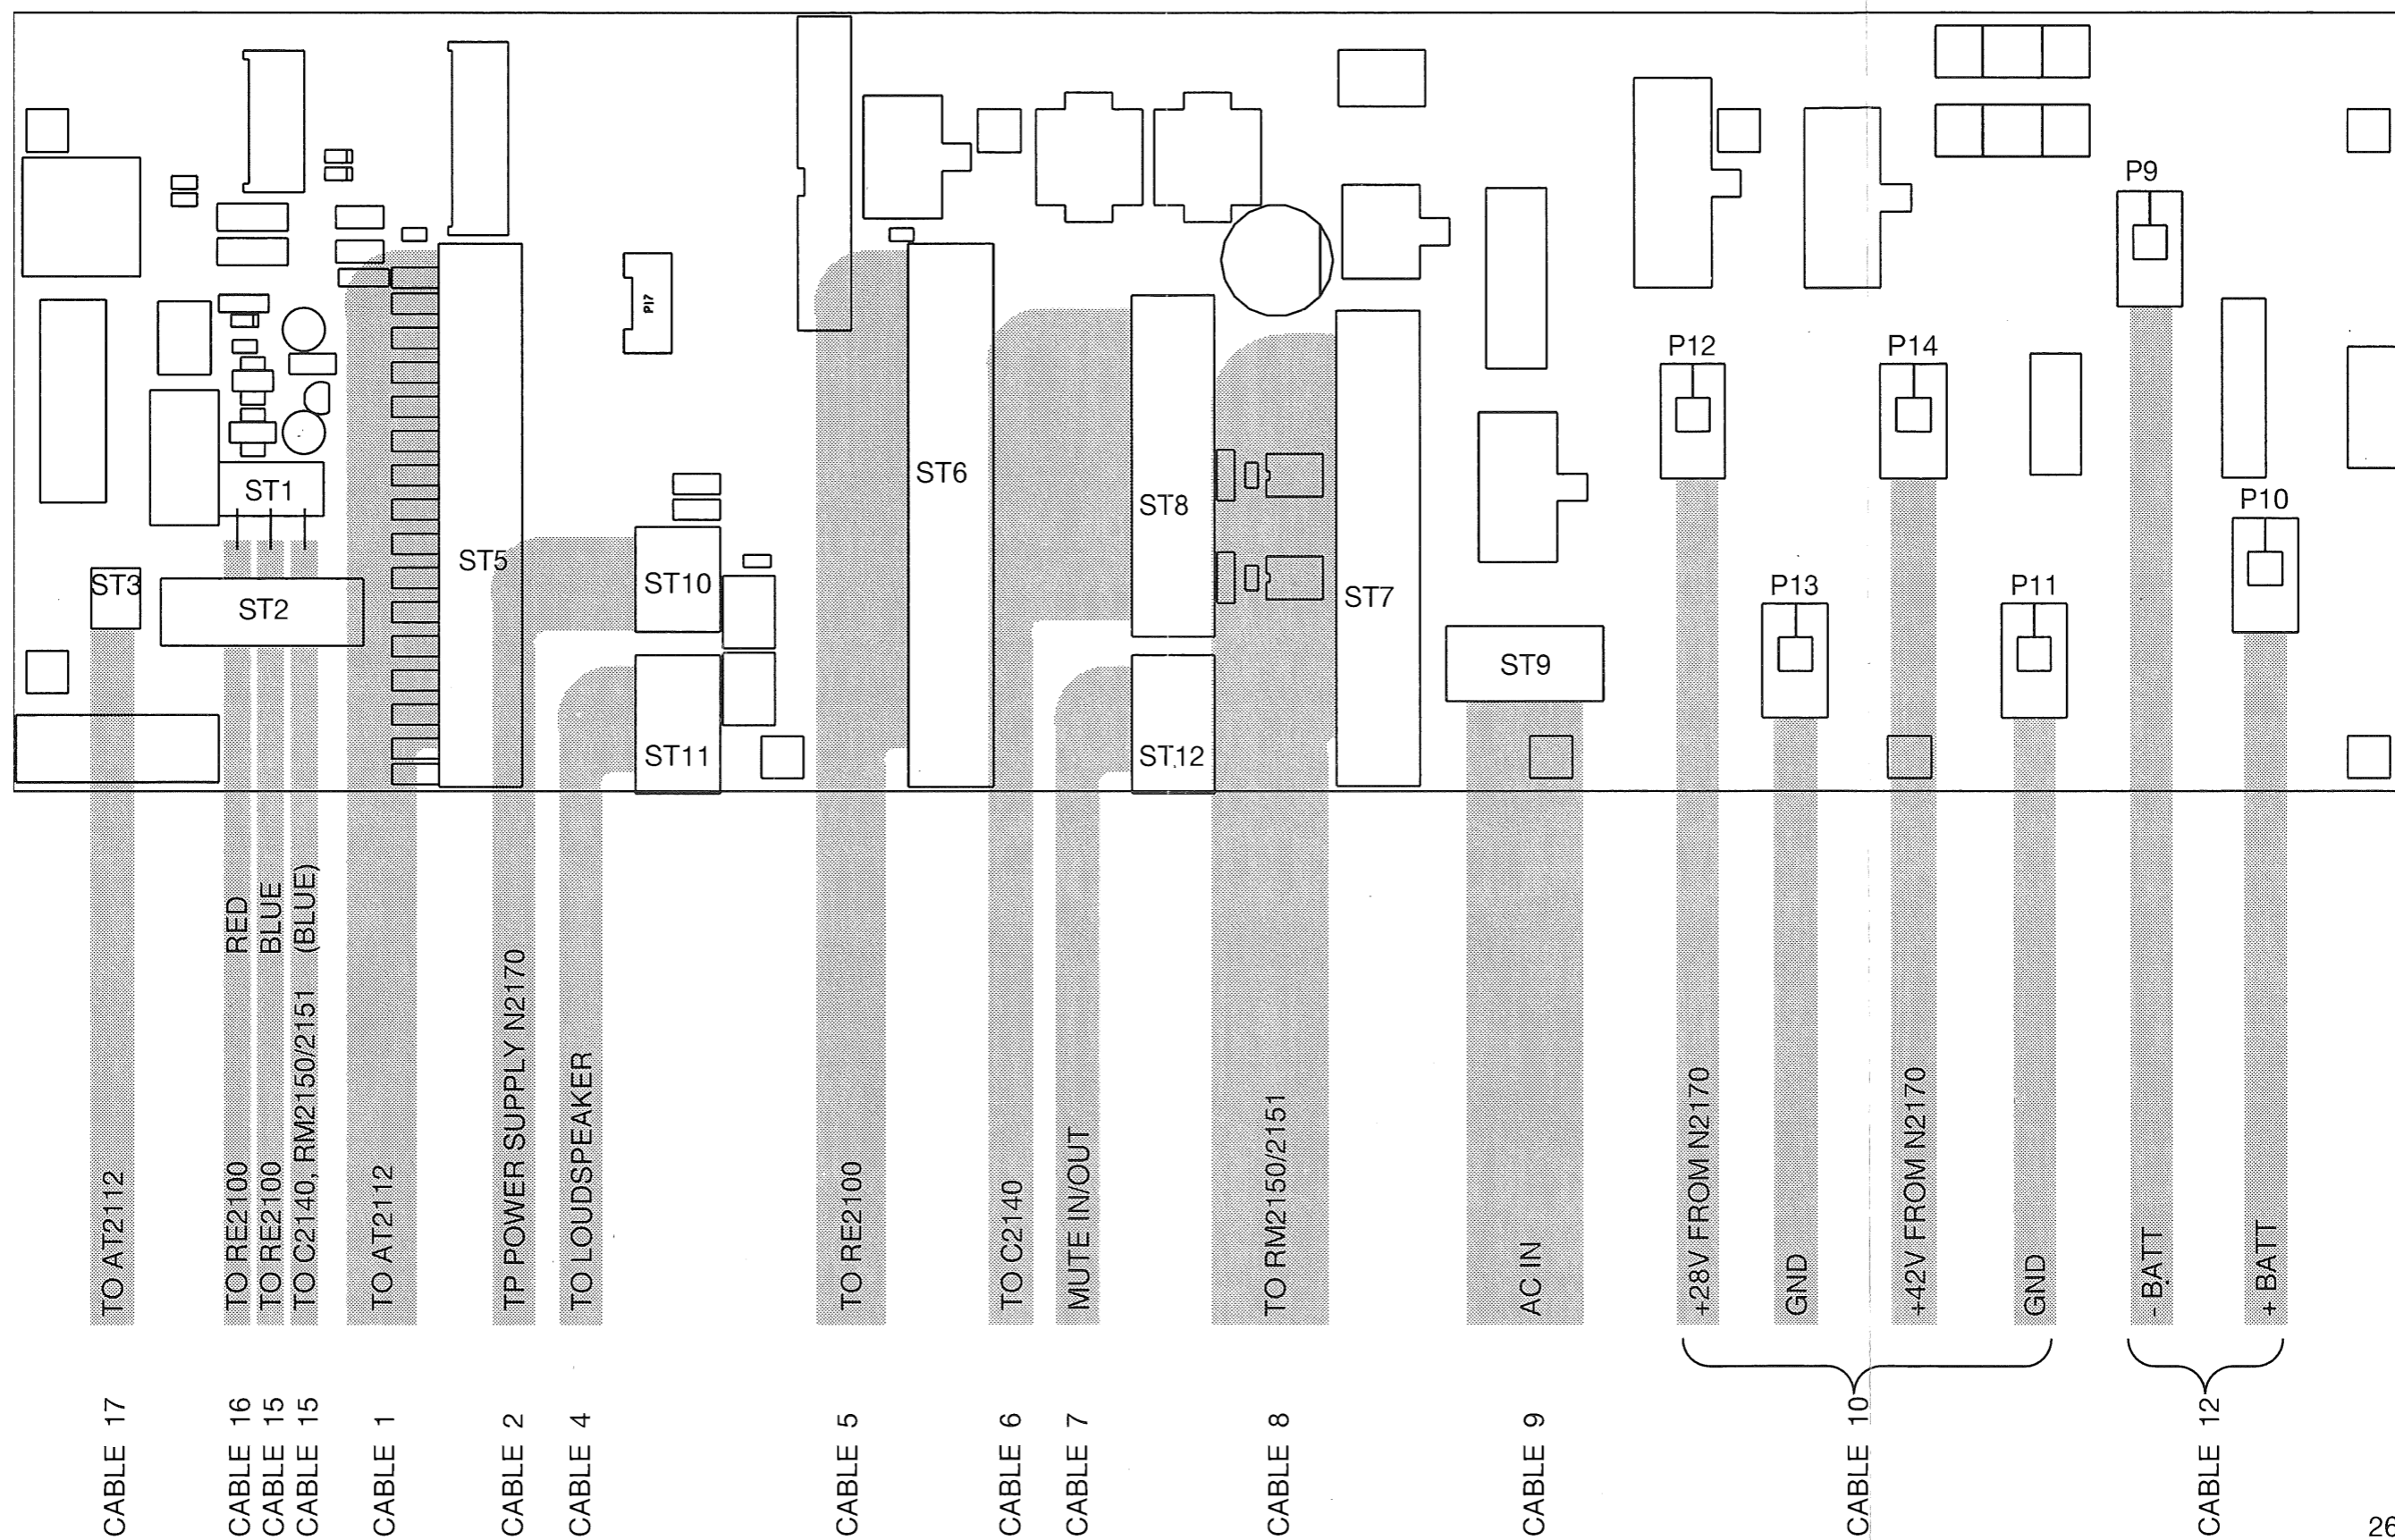 P9
P17
P12
P14
ST1
ST6
ST8
P10
ST5
ST3
ST2
ST10
ST7
P13
P11
ST9
ST11
ST12
TO AT2112
TO RE2100 RED
TO RE2100 BLUE
TO C2140, RM2150/2151 (BLUE)
TO AT2112
TP POWER SUPPLY N2170
TO LOUDSPEAKER
TO RE2100
TO C2140
MUTE IN/OUT
TO RM2150/2151
AC IN
+28V FROM N2170
GND
+42V FROM N2170
GND
- BATT
+ BATT
CABLE 17
CABLE 16
CABLE 15
CABLE 15
CABLE 1
CABLE 2
CABLE 4
CABLE 5
CABLE 6
CABLE 7
CABLE 8
CABLE 9
CABLE 10
CABLE 12
26